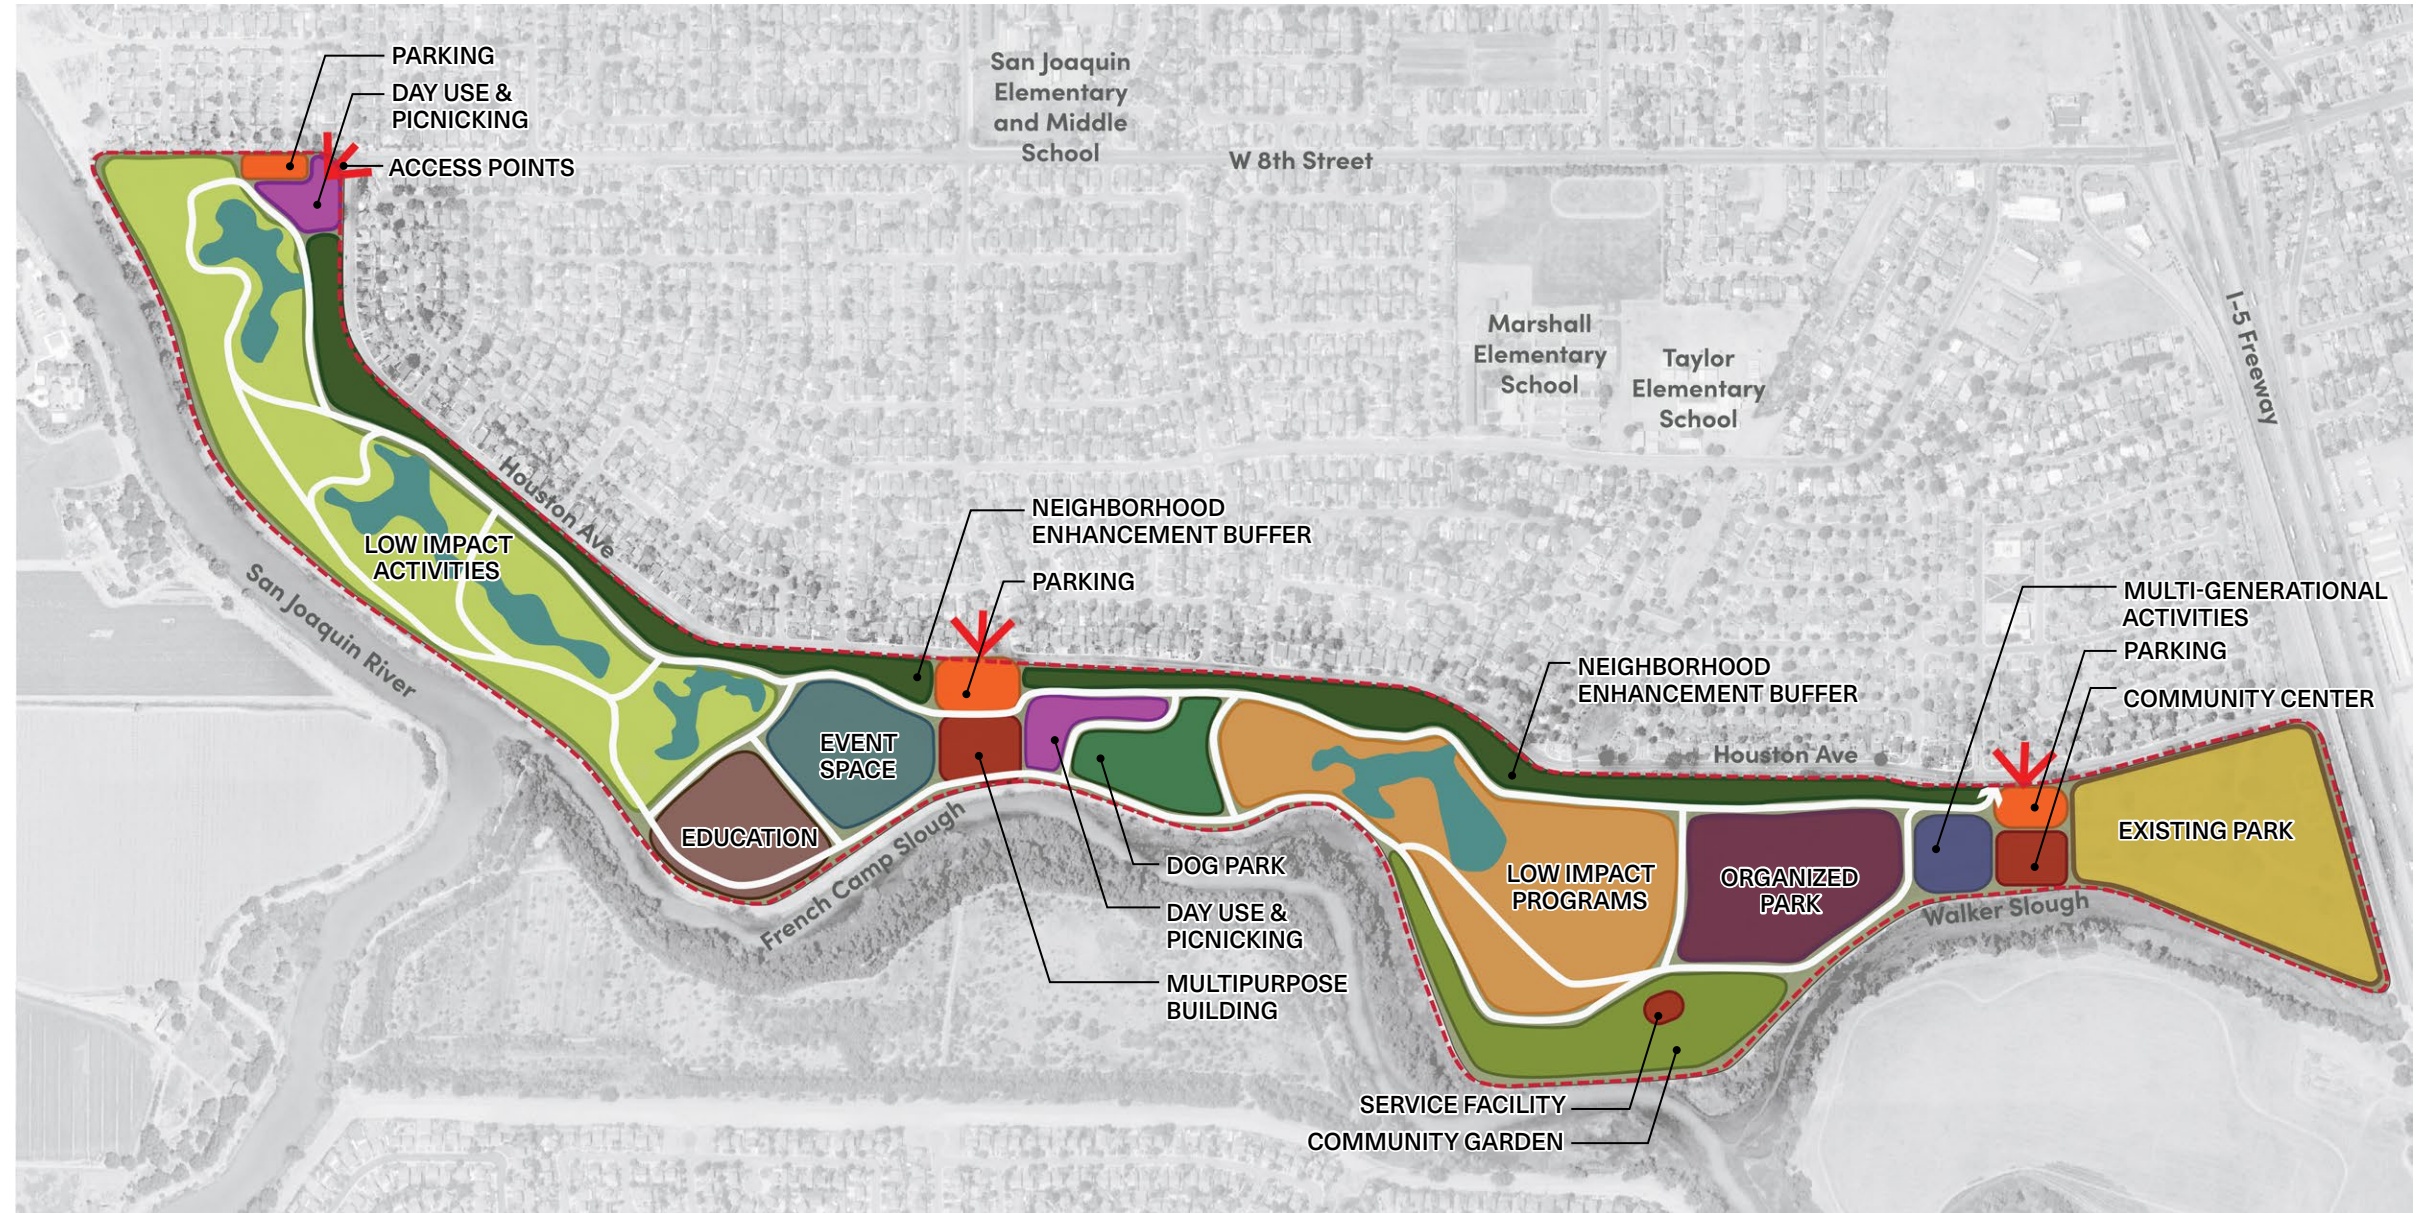 PARKING
DAY USE &
PICNICKING
ACCESS POINTS
San Joaquin
Elementary
and Middle
School
W 8th Street
Marshall
Elementary
School
Taylor
Elementary
School
I-5 Freeway
Houston Ave
NEIGHBORHOOD
ENHANCEMENT BUFFER
PARKING
LOW IMPACT
ACTIVITIES
San Joaquin River
MULTI-GENERATIONAL
ACTIVITIES
PARKING
COMMUNITY CENTER
NEIGHBORHOOD
ENHANCEMENT BUFFER
Houston Ave
EVENT
SPACE
EDUCATION
EXISTING PARK
French Camp Slough
DOG PARK
DAY USE &
PICNICKING
MULTIPURPOSE
BUILDING
LOW IMPACT
PROGRAMS
ORGANIZED
PARK
Walker Slough
SERVICE FACILITY
COMMUNITY GARDEN